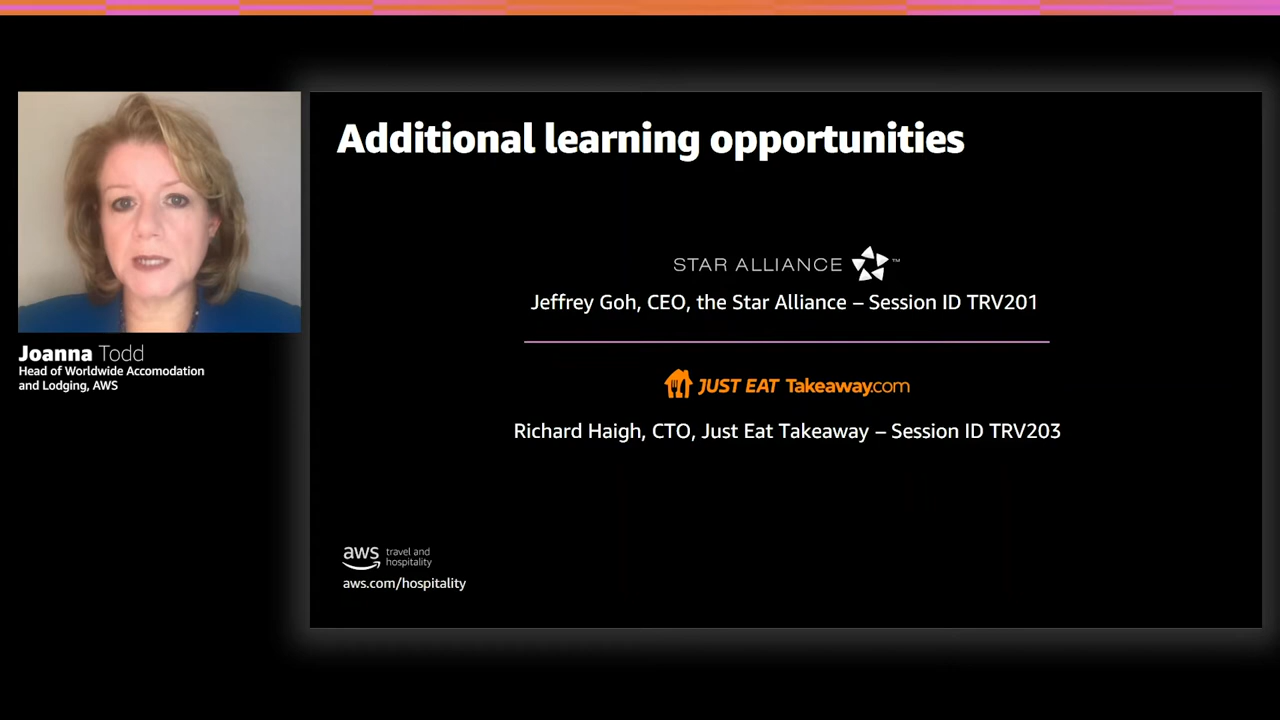 Additional learning opportunities
STAR ALLIANCE ™
Jeffrey Goh, CEO, the Star Alliance – Session ID TRV201
JUST EAT Takeaway.com
Richard Haigh, CTO, Just Eat Takeaway – Session ID TRV203
Joanna Todd
Head of Worldwide Accomodation
and Lodging, AWS
aws travel and
hospitality
aws.com/hospitality